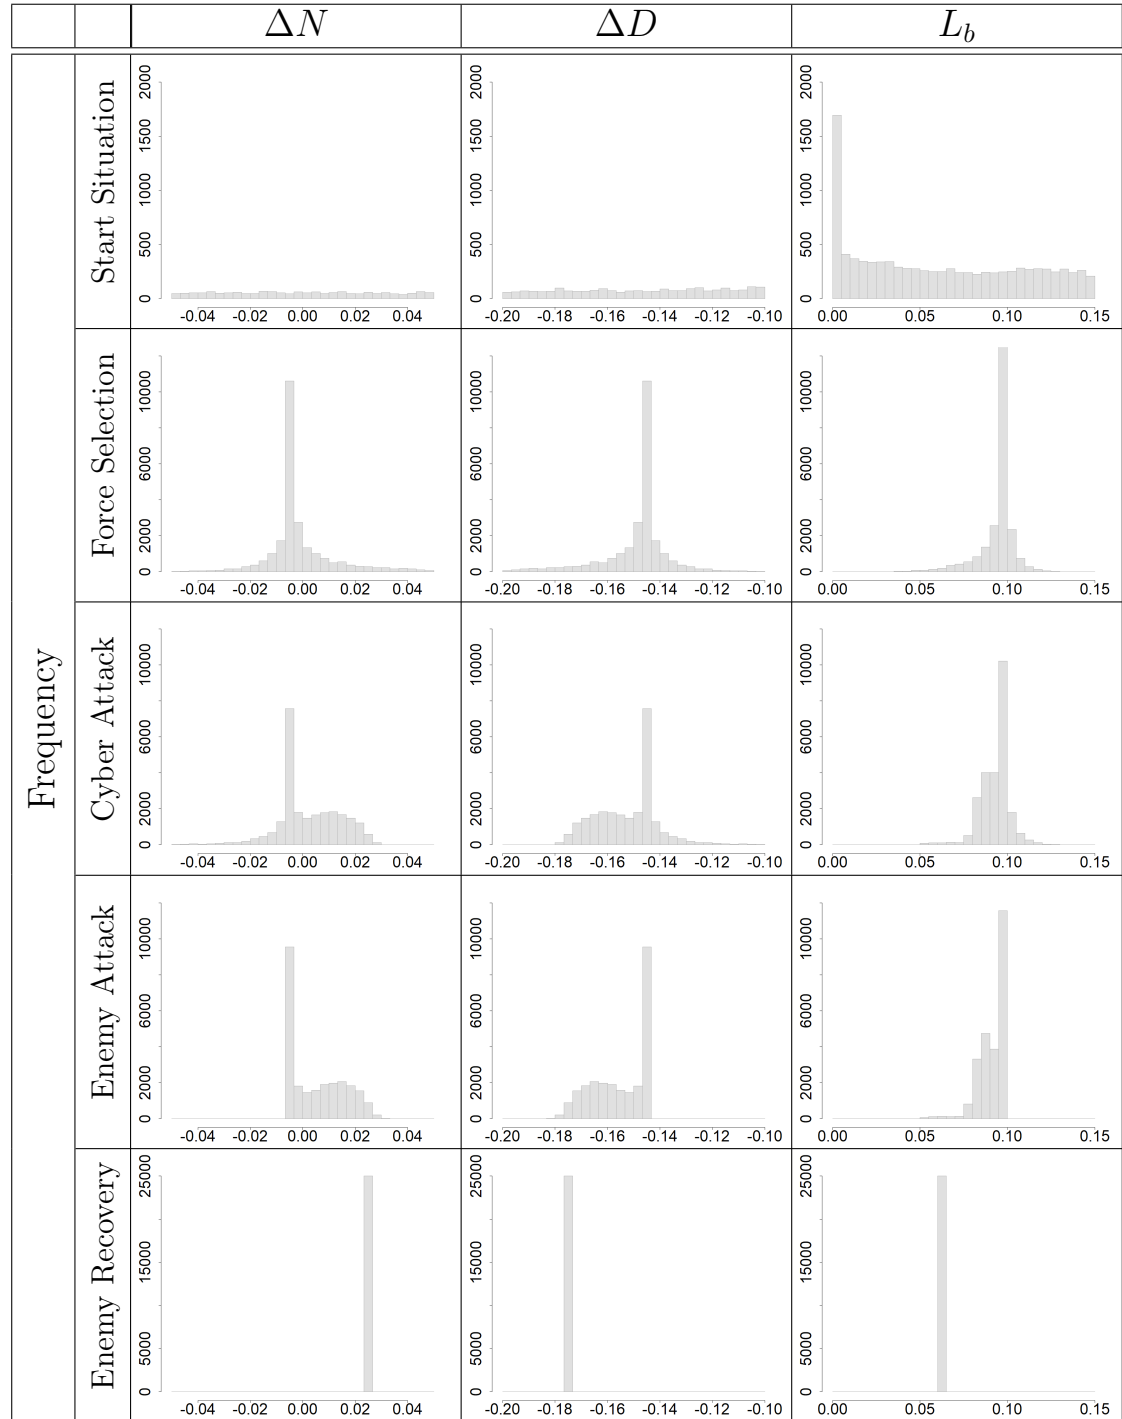 ΔN ΔD L_b
Frequency
Start Situation
0 500 1000 1500 2000
-0.04 -0.02 0.00 0.02 0.04
0 500 1000 1500 2000
-0.20 -0.18 -0.16 -0.14 -0.12 -0.10
0 500 1000 1500 2000
0.00 0.05 0.10 0.15
Force Selection
0 2000 6000 10000
-0.04 -0.02 0.00 0.02 0.04
0 2000 6000 10000
-0.20 -0.18 -0.16 -0.14 -0.12 -0.10
0 2000 6000 10000
0.00 0.05 0.10 0.15
Cyber Attack
0 2000 6000 10000
-0.04 -0.02 0.00 0.02 0.04
0 2000 6000 10000
-0.20 -0.18 -0.16 -0.14 -0.12 -0.10
0 2000 6000 10000
0.00 0.05 0.10 0.15
Enemy Attack
0 2000 6000 10000
-0.04 -0.02 0.00 0.02 0.04
0 2000 6000 10000
-0.20 -0.18 -0.16 -0.14 -0.12 -0.10
0 2000 6000 10000
0.00 0.05 0.10 0.15
Enemy Recovery
0 5000 15000 25000
-0.04 -0.02 0.00 0.02 0.04
0 5000 15000 25000
-0.20 -0.18 -0.16 -0.14 -0.12 -0.10
0 5000 15000 25000
0.00 0.05 0.10 0.15